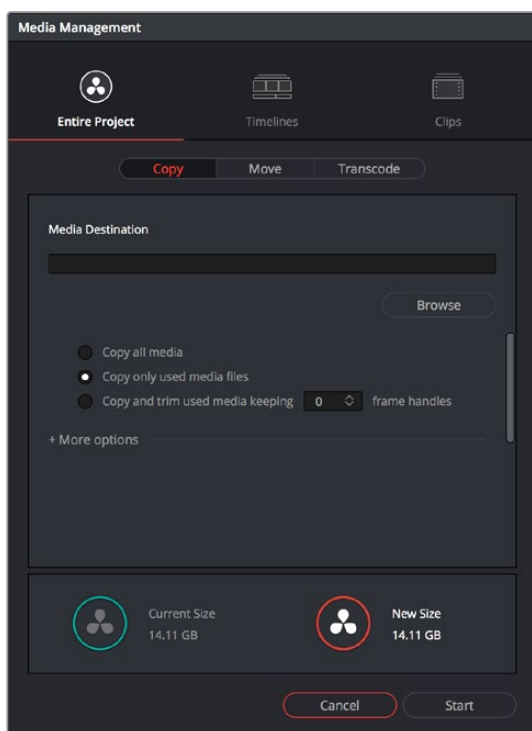 Media Management
Entire Project Timelines Clips
Copy Move Transcode
Media Destination
Browse
Copy all media
Copy only used media files
Copy and trim used media keeping 0 frame handles
+ More options
Current Size New Size
14.11 GB 14.11 GB
Cancel Start